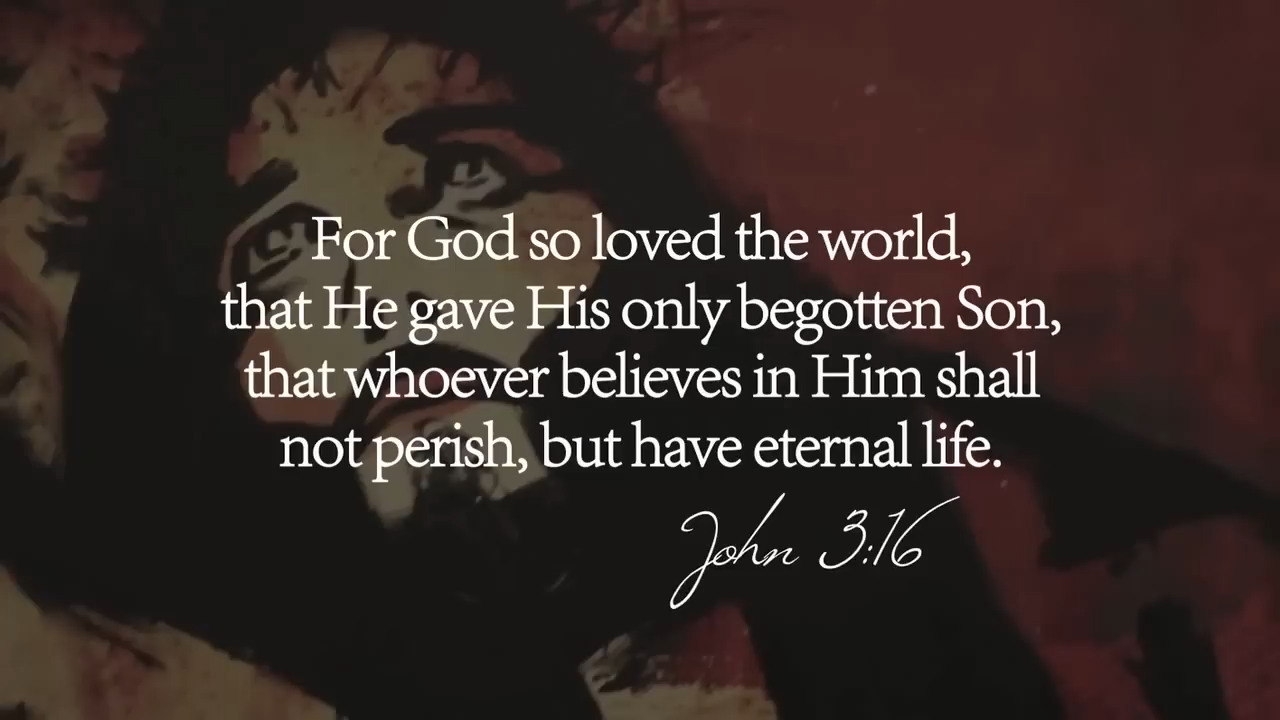 For God so loved the world,
that He gave His only begotten Son,
that whoever believes in Him shall
not perish, but have eternal life.
John 3:16